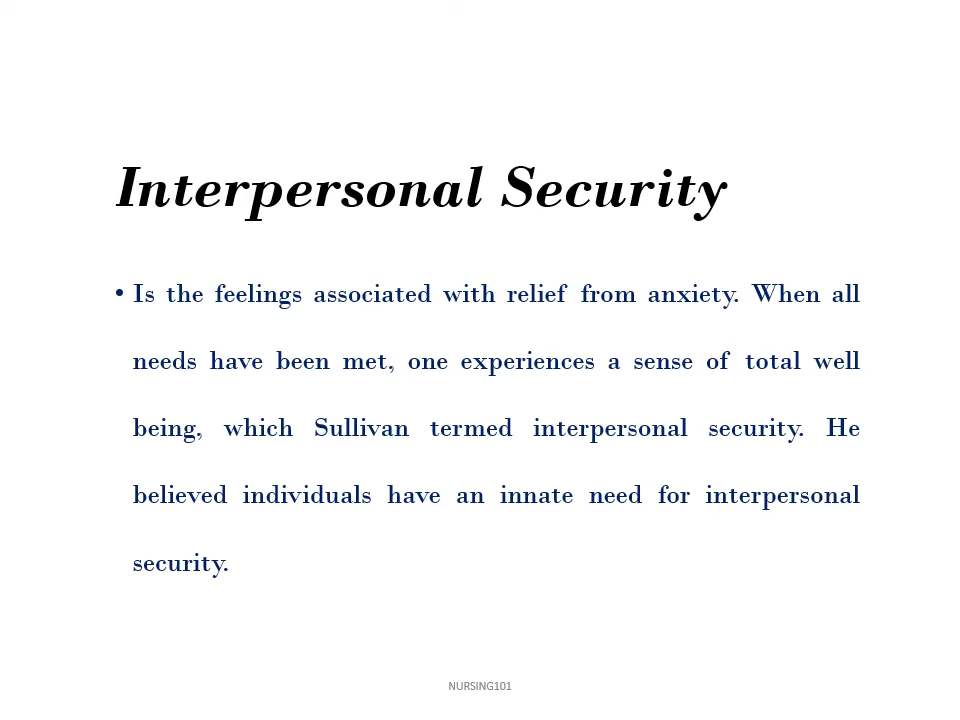 Interpersonal Security
• Is the feelings associated with relief from anxiety. When all
needs have been met, one experiences a sense of total well
being, which Sullivan termed interpersonal security. He
believed individuals have an innate need for interpersonal
security.
NURSING101